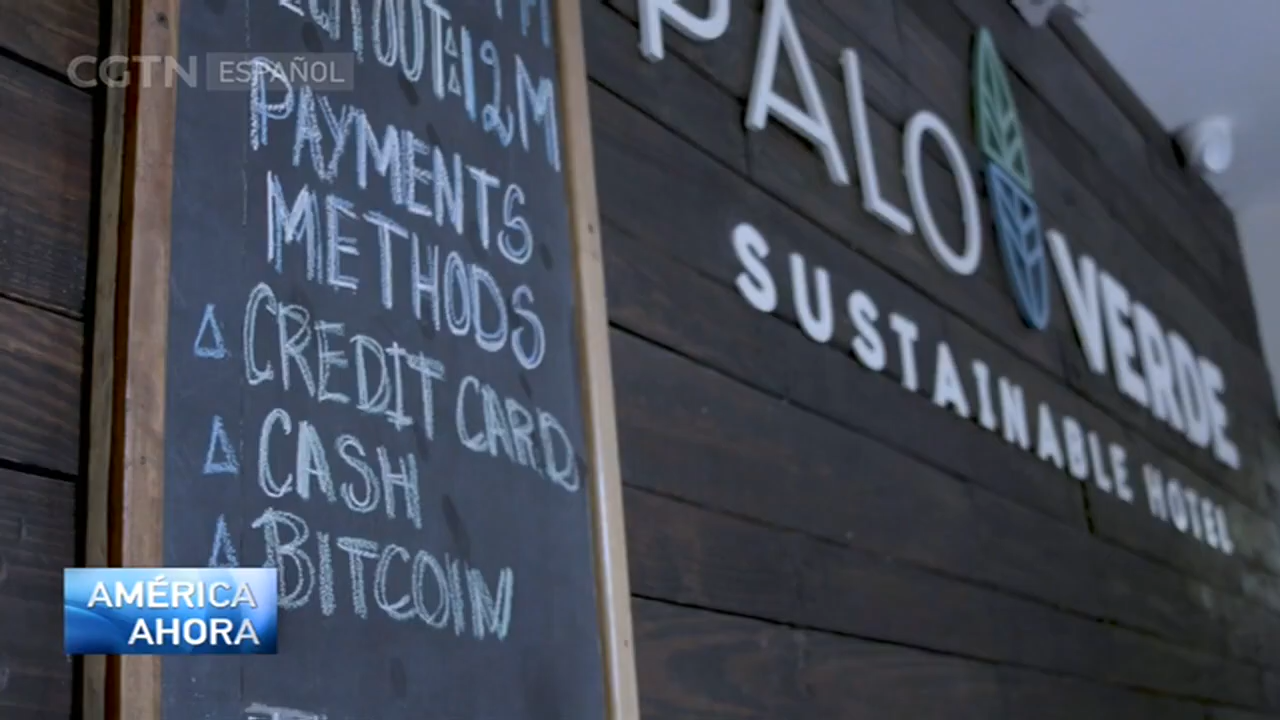 CGTN ESPAÑOL
PAYMENTS
METHODS
Δ CREDIT CARD
Δ CASH
Δ BITCOIN
PALO VERDE
SUSTAINABLE HOTEL
AMÉRICA
AHORA